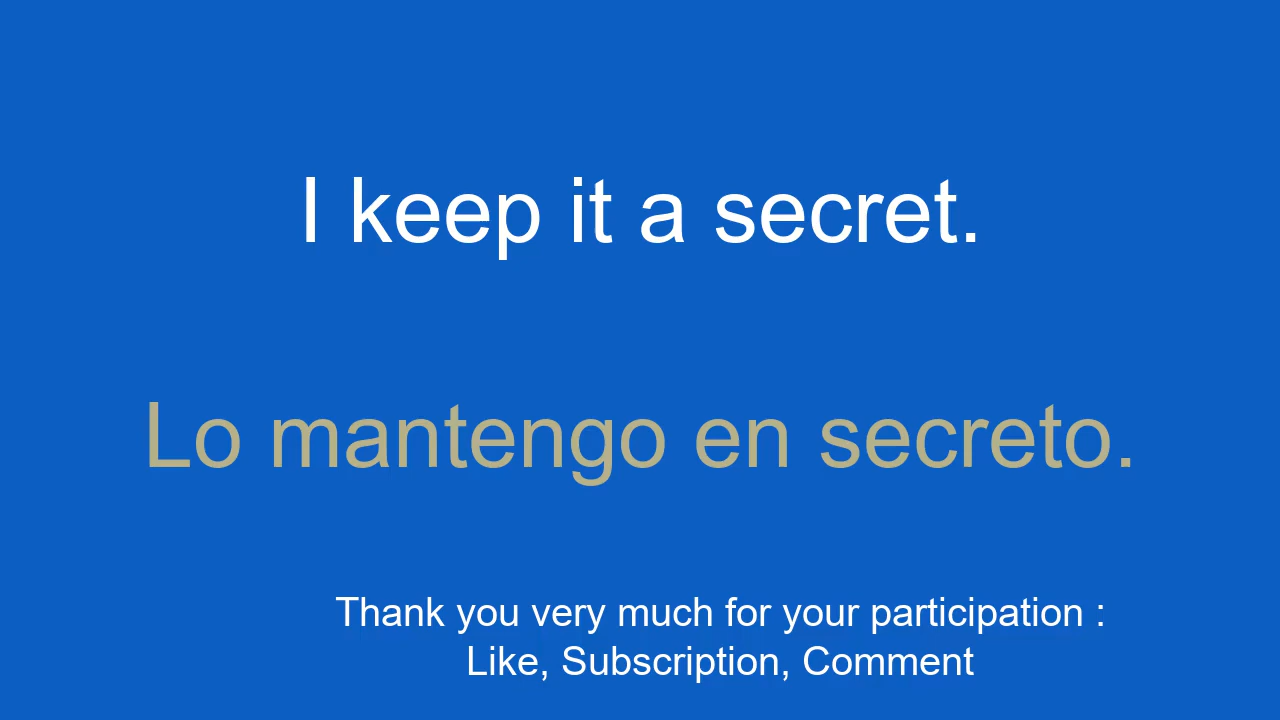 I keep it a secret.
Lo mantengo en secreto.
Thank you very much for your participation :
Like, Subscription, Comment